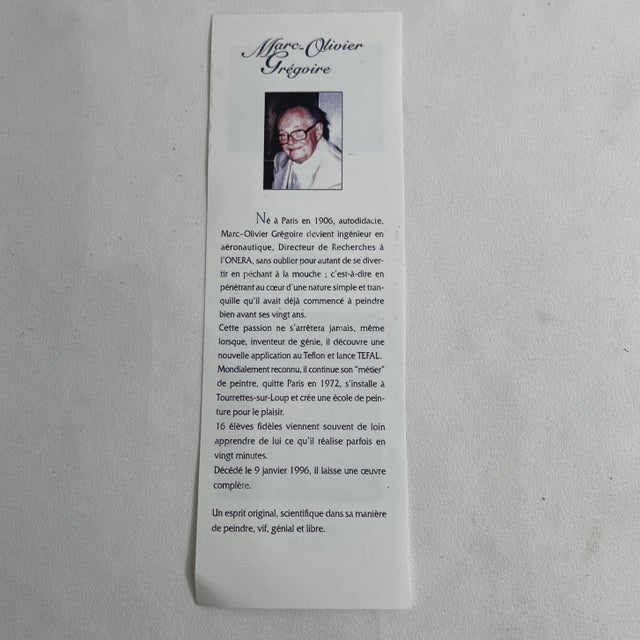 Marc-Olivier
Grégoire
Né à Paris en 1906, autodidacte,
Marc-Olivier Grégoire devient ingénieur en
aéronautique, Directeur de Recherches à
l'ONERA, sans oublier pour autant de se diver-
tir en pêchant à la mouche ; c'est-à-dire en
pénétrant au cœur d'une nature simple et tran-
quille qu'il avait déjà commencé à peindre
bien avant ses vingt ans.
Cette passion ne s'arrêtera jamais, même
lorsque, inventeur de génie, il découvre une
nouvelle application au Teflon et lance TEFAL.
Mondialement reconnu, il continue son "métier"
de peintre, quitte Paris en 1972, s'installe à
Tourrettes-sur-Loup et crée une école de pein-
ture pour le plaisir.
16 élèves fidèles viennent souvent de loin
apprendre de lui ce qu'il réalise parfois en
vingt minutes.
Décédé le 9 janvier 1996, il laisse une œuvre
complète.
Un esprit original, scientifique dans sa manière
de peindre, vif, génial et libre.